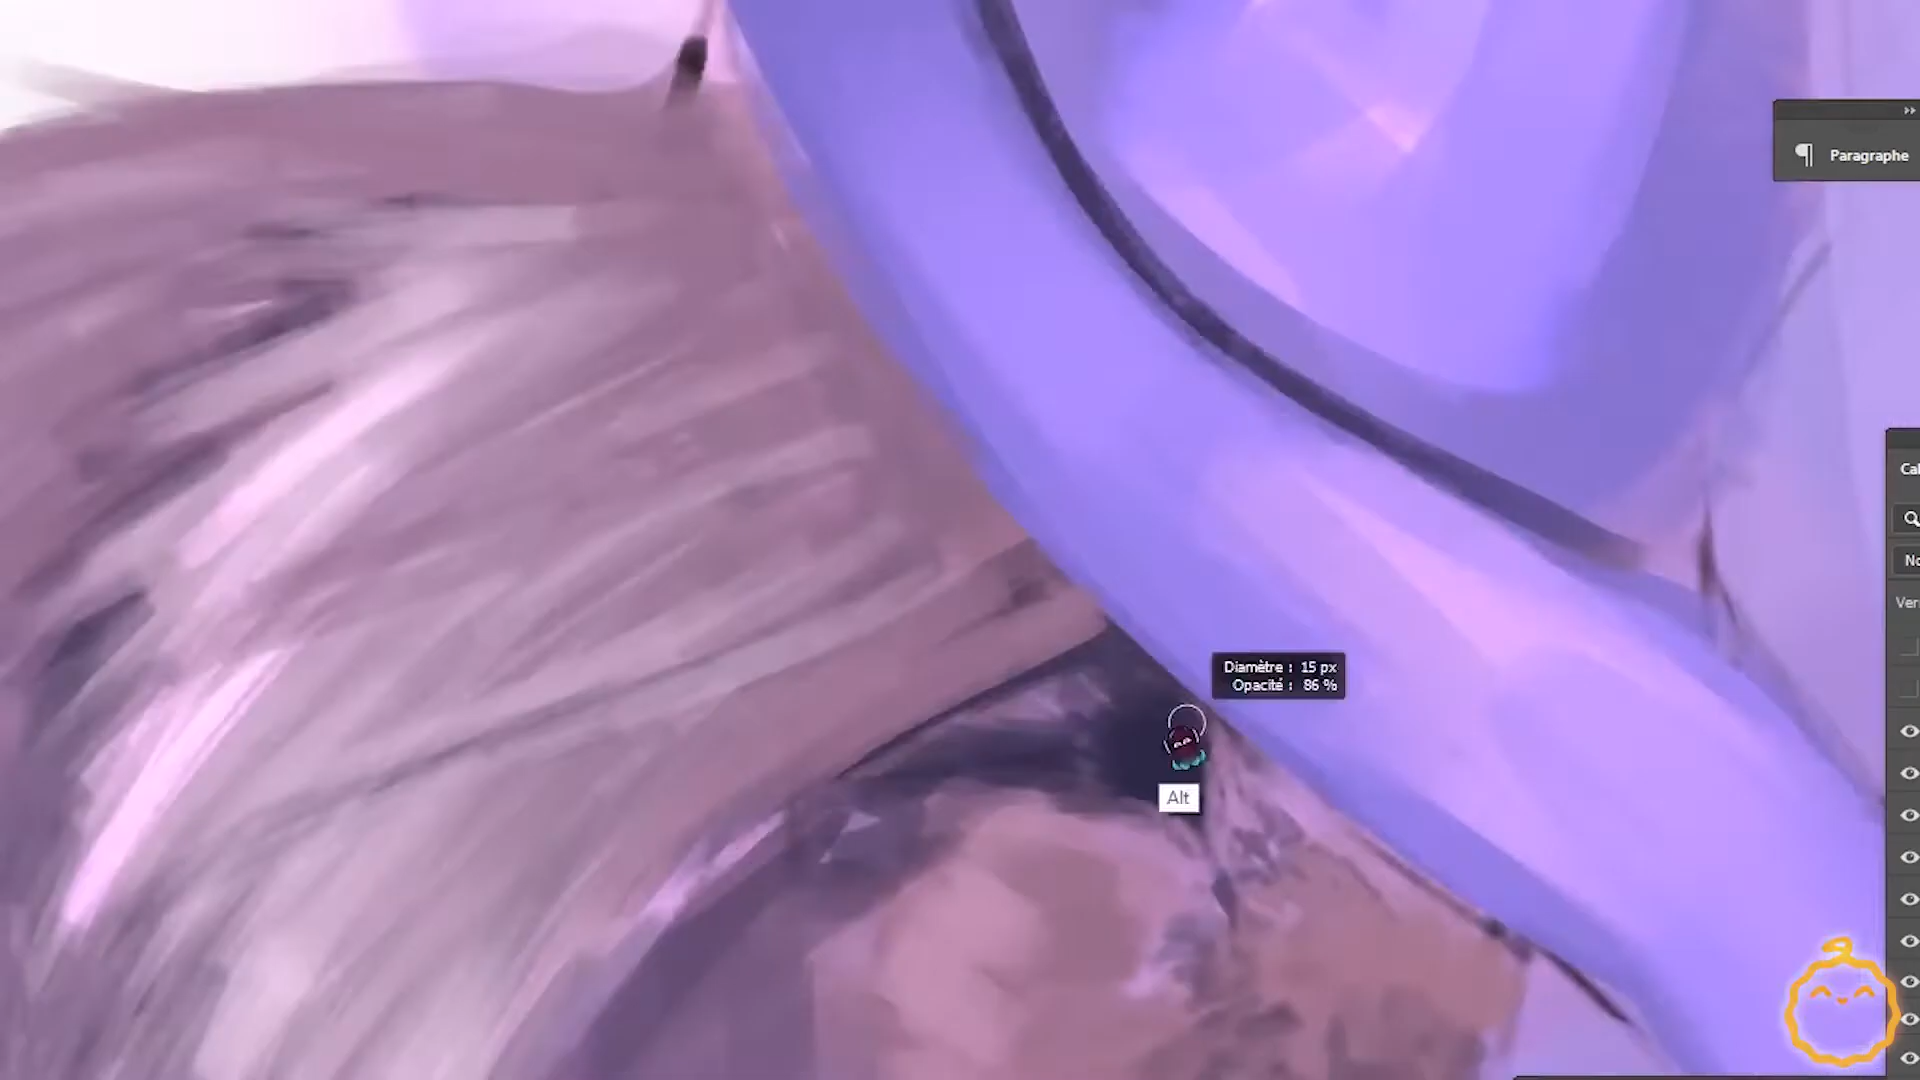 Paragraphe
Diamètre : 15 px
Opacité : 86 %
Alt